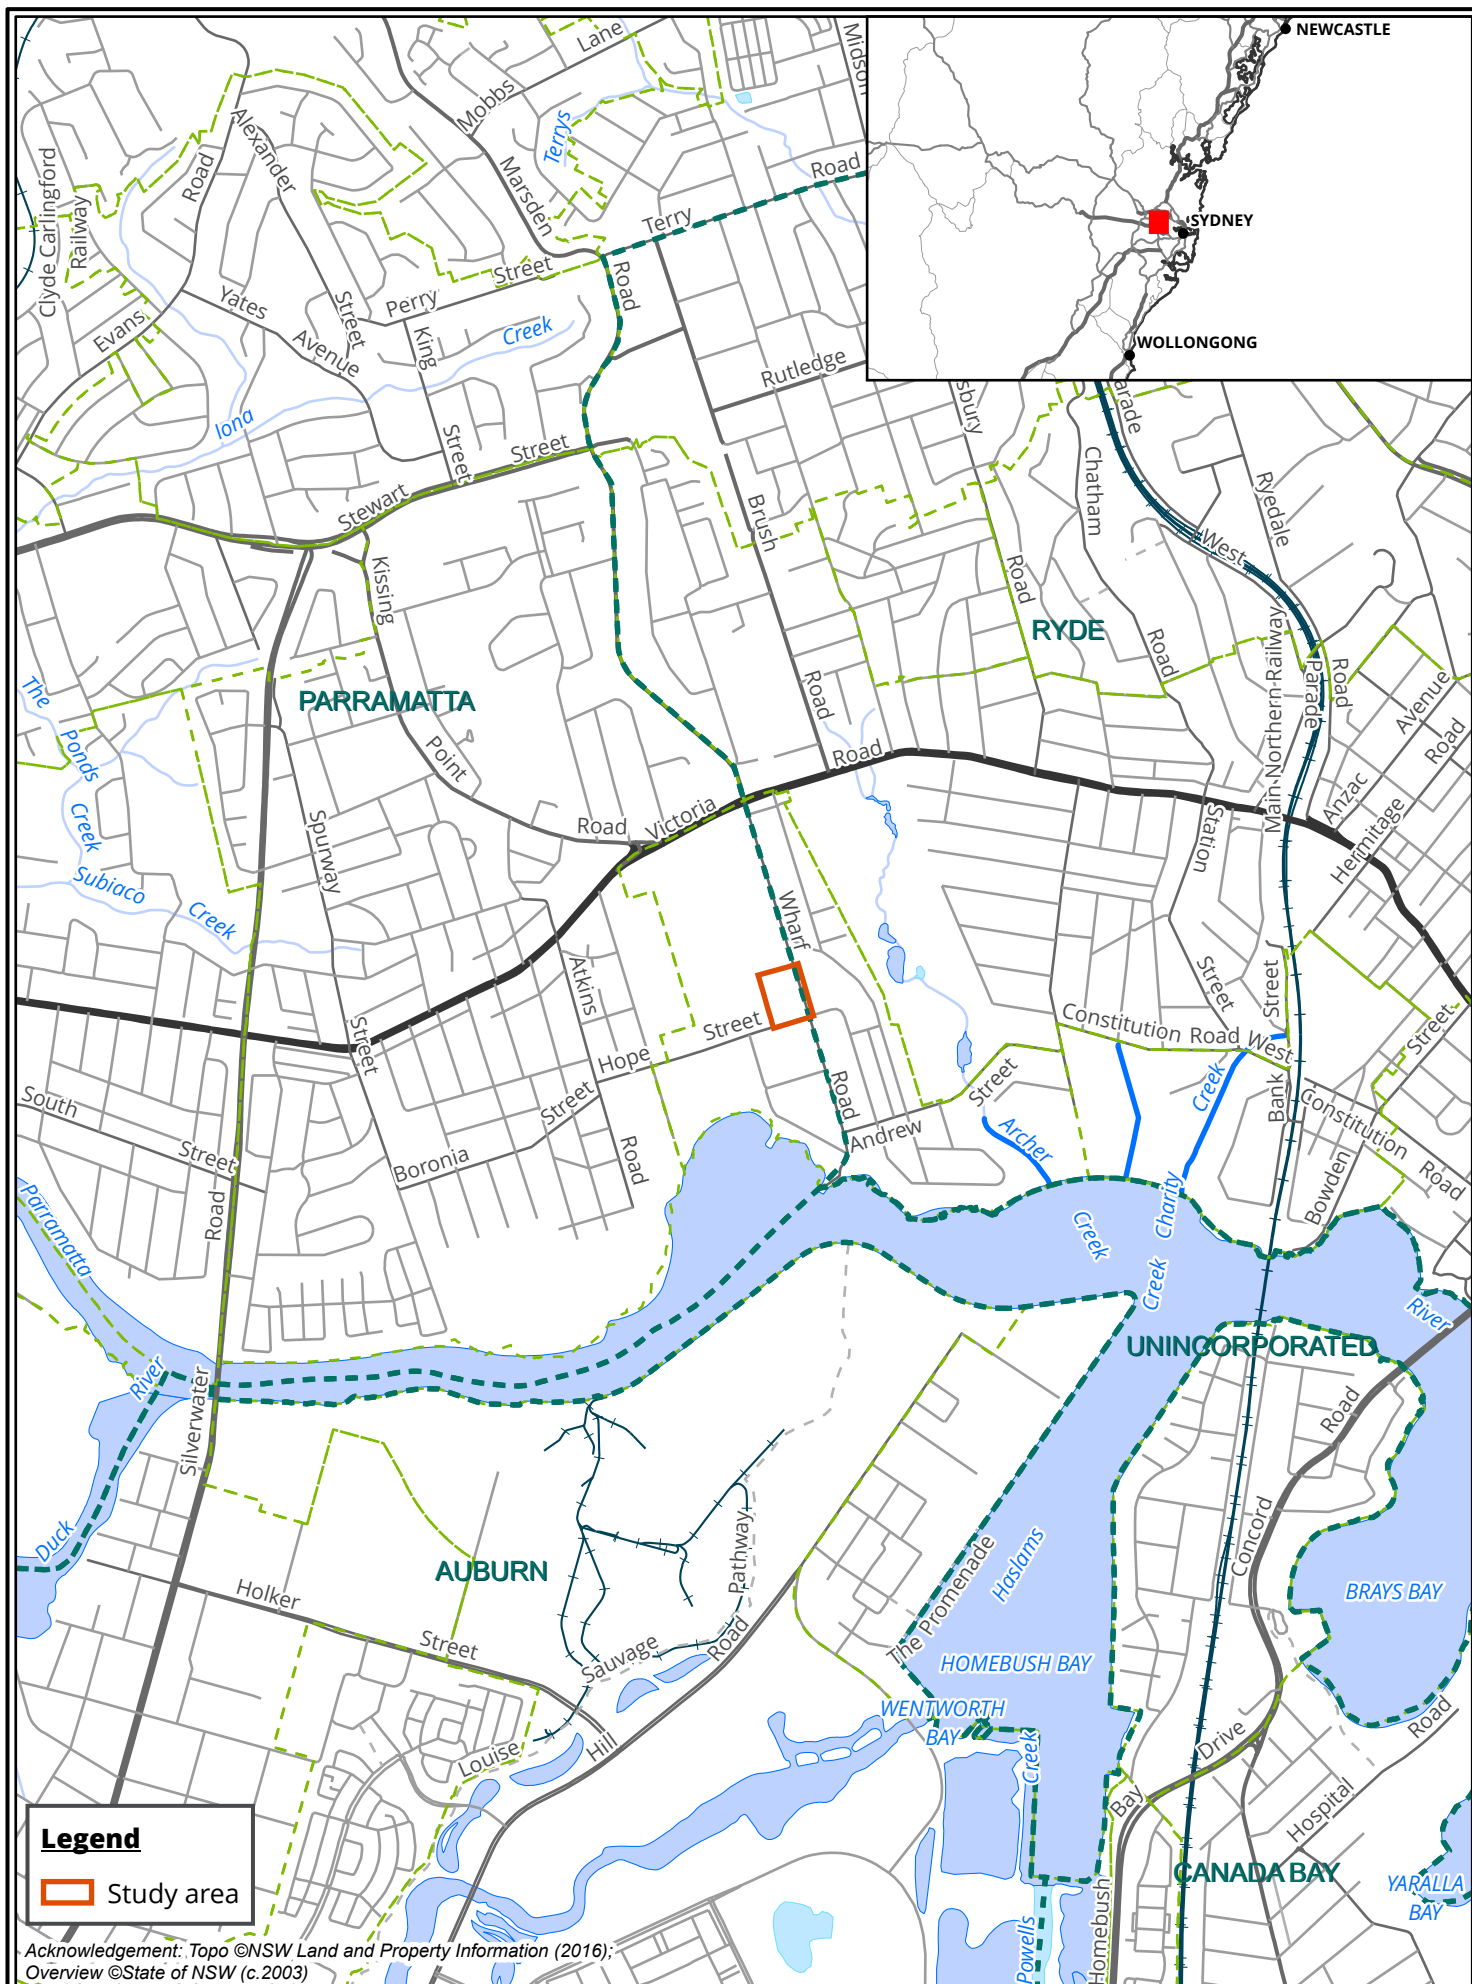 NEWCASTLE
SYDNEY
WOLLONGONG
Lane
Mobbs
Midson
Terrys
Marsden
Road
Terry
Road
Alexander
Road
Clyde Carlingford
Railway
Street
Perry
Street
Yates
Avenue
King
Creek
Evans
Rutledge
Iona
Street
Street
Stewart
Brush
Chatham
Ryedale
West
Kissing
Road
RYDE
Main Northern Railway
Parade
Road
The
Ponds
Creek
PARRAMATTA
Road
Road
Avenue
Road
Point
Road
Victoria
Road
Anzac
Hermitage
Station
Spurway
Subiaco
Creek
Wharf
Atkins
Street
Street
Street
Constitution Road West
Street
Street
Hope
Street
South
Street
Road
Street
Boronia
Road
Andrew
Archer
Creek
Creek
Bank
Constitution
Road
Bowden
Charity
Creek
Parramatta
River
Road
River
UNINCORPORATED
Silverwater
Road
Duck
AUBURN
Holker
Street
Pathway
The Promenade
Haslams
Concord
BRAYS BAY
Sauvage
Road
HOMEBUSH BAY
WENTWORTH
BAY
Creek
Louise
Hill
Drive
Road
Bay
Hospital
CANADA BAY
YARALLA
BAY
Powells
Homebush
Legend
Study area
Acknowledgement: Topo ©NSW Land and Property Information (2016);
Overview ©State of NSW (c.2003)